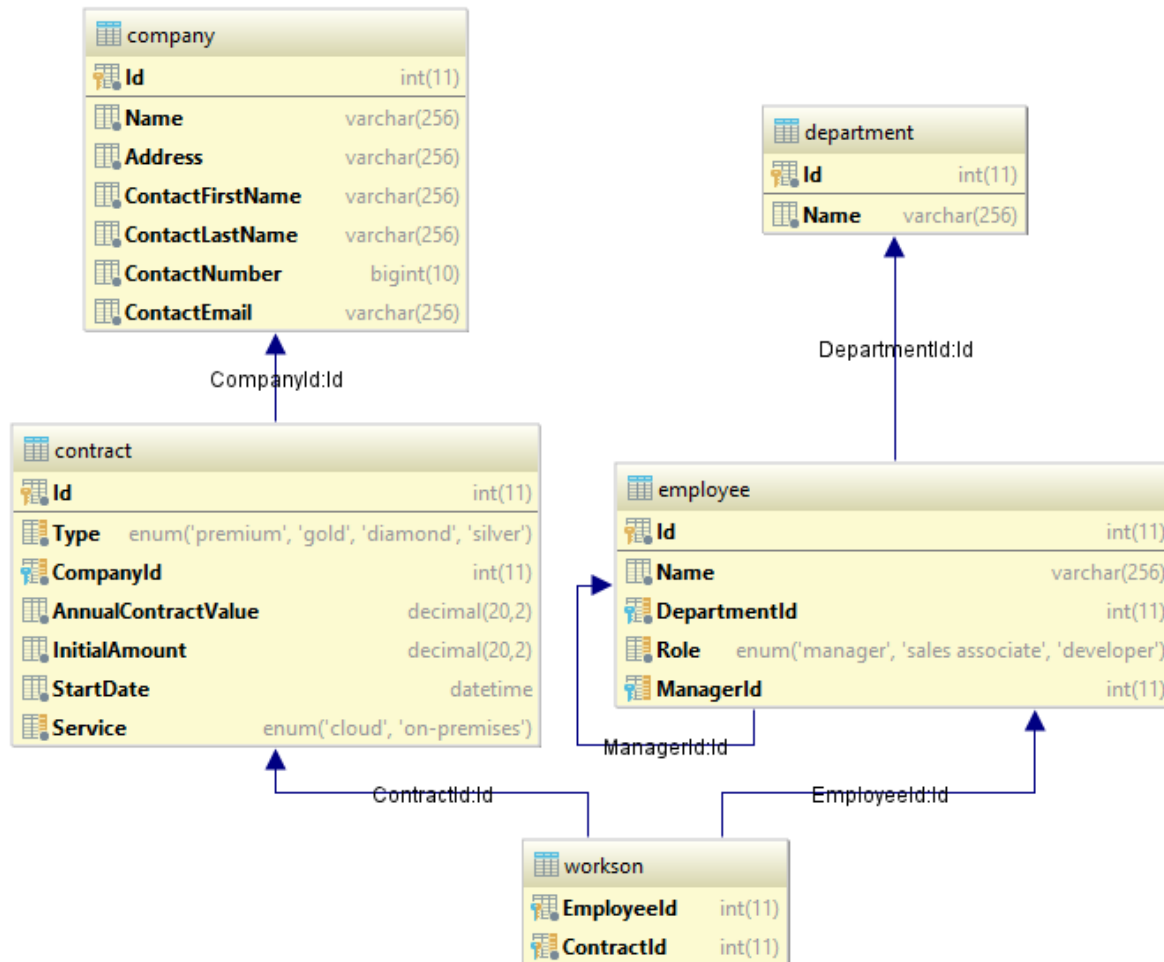 company
Id int(11)
Name varchar(256)
Address varchar(256)
ContactFirstName varchar(256)
ContactLastName varchar(256)
ContactNumber bigint(10)
ContactEmail varchar(256)
department
Id int(11)
Name varchar(256)
CompanyId:Id
DepartmentId:Id
contract
Id int(11)
Type enum('premium', 'gold', 'diamond', 'silver')
CompanyId int(11)
AnnualContractValue decimal(20,2)
InitialAmount decimal(20,2)
StartDate datetime
Service enum('cloud', 'on-premises')
employee
Id int(11)
Name varchar(256)
DepartmentId int(11)
Role enum('manager', 'sales associate', 'developer')
ManagerId int(11)
ManagerId:Id
ContractId:Id
EmployeeId:Id
workson
EmployeeId int(11)
ContractId int(11)